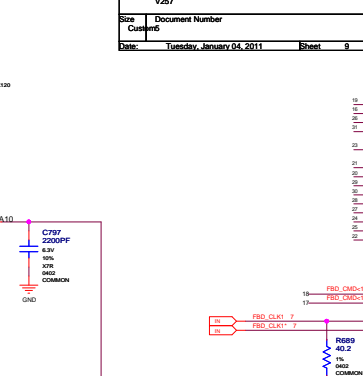 V257
Size Document Number
Custom5
Date: Tuesday, January 04, 2011 Sheet 9
120
19
16
26
31
23
21
20
29
30
28
27
24
25
22
A10
C797
2200PF
6.3V
10%
X7R
0402
COMMON
GND
18 FBD_CMD<1
17 FBD_CMD<1
IN FBD_CLK1 7
IN FBD_CLK1* 7
R689
40.2
1%
0402
COMMON